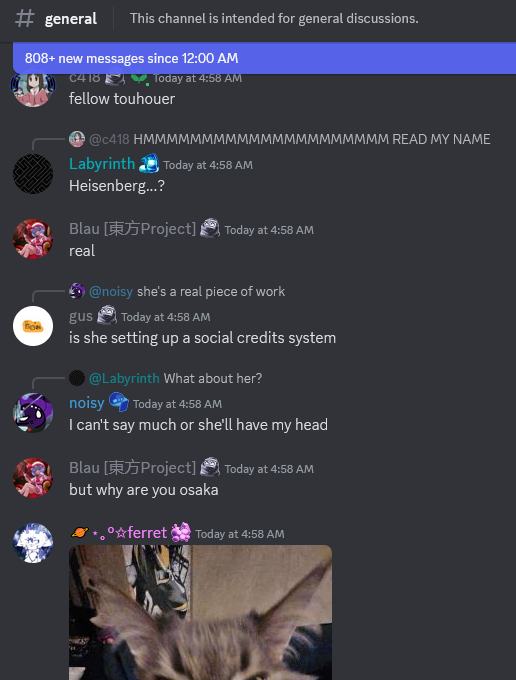 general
This channel is intended for general discussions.
808+ new messages since 12:00 AM
c418 Today at 4:58 AM
fellow touhouer
@c418 HMMMMMMMMMMMMMMMMMMMMM READ MY NAME
Labyrinth Today at 4:58 AM
Heisenberg...?
Blau [東方Project] Today at 4:58 AM
real
@noisy she's a real piece of work
gus Today at 4:58 AM
is she setting up a social credits system
@Labyrinth What about her?
noisy Today at 4:58 AM
I can't say much or she'll have my head
Blau [東方Project] Today at 4:58 AM
but why are you osaka
🪐 ⋆｡°☆ferret Today at 4:58 AM